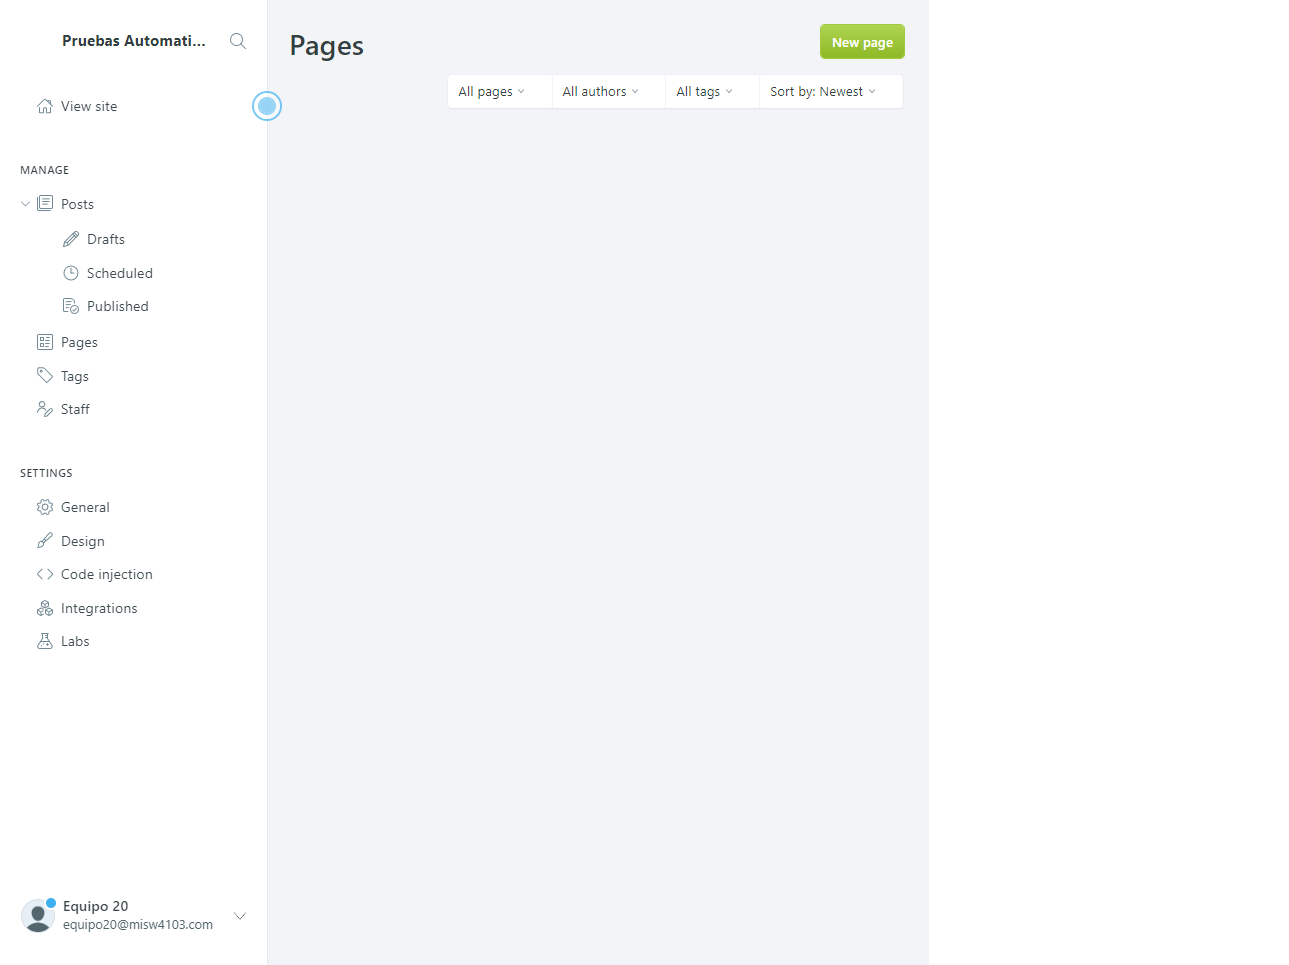 Pruebas Automati...
View site
MANAGE
Posts
Drafts
Scheduled
Published
Pages
Tags
Staff
SETTINGS
General
Design
Code injection
Integrations
Labs
Equipo 20
equipo20@misw4103.com
Pages
New page
All pages
All authors
All tags
Sort by: Newest